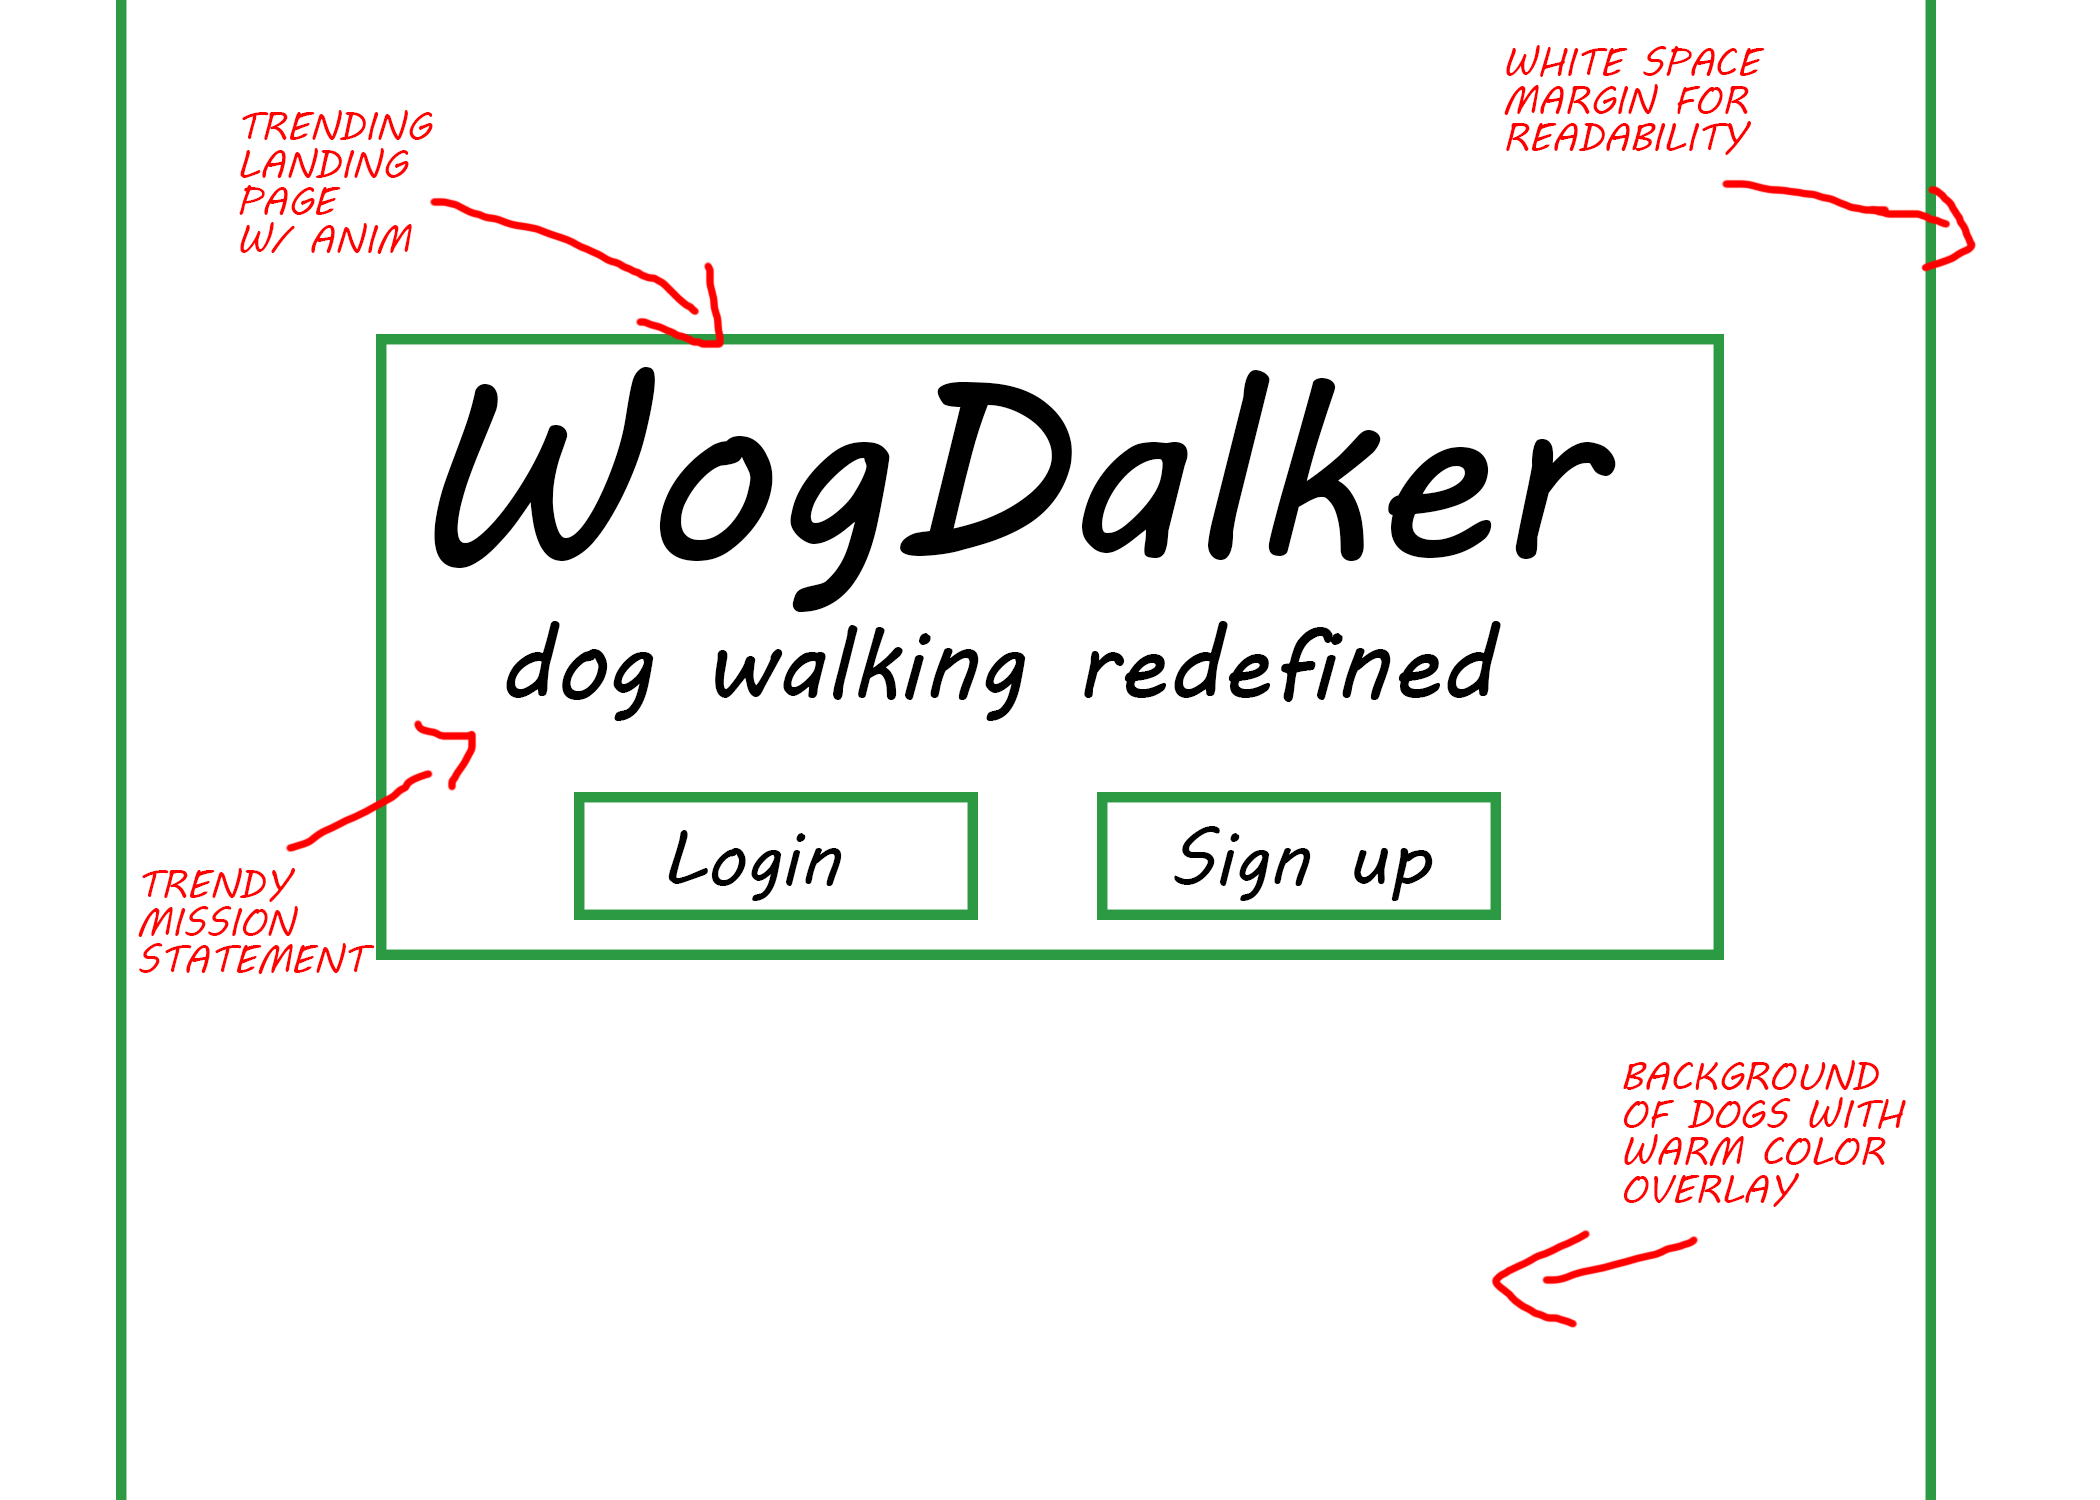 WHITE SPACE
MARGIN FOR
READABILITY
TRENDING
LANDING
PAGE
W/ ANIM
WogDalker
dog walking redefined
Login
Sign up
TRENDY
MISSION
STATEMENT
BACKGROUND
OF DOGS WITH
WARM COLOR
OVERLAY